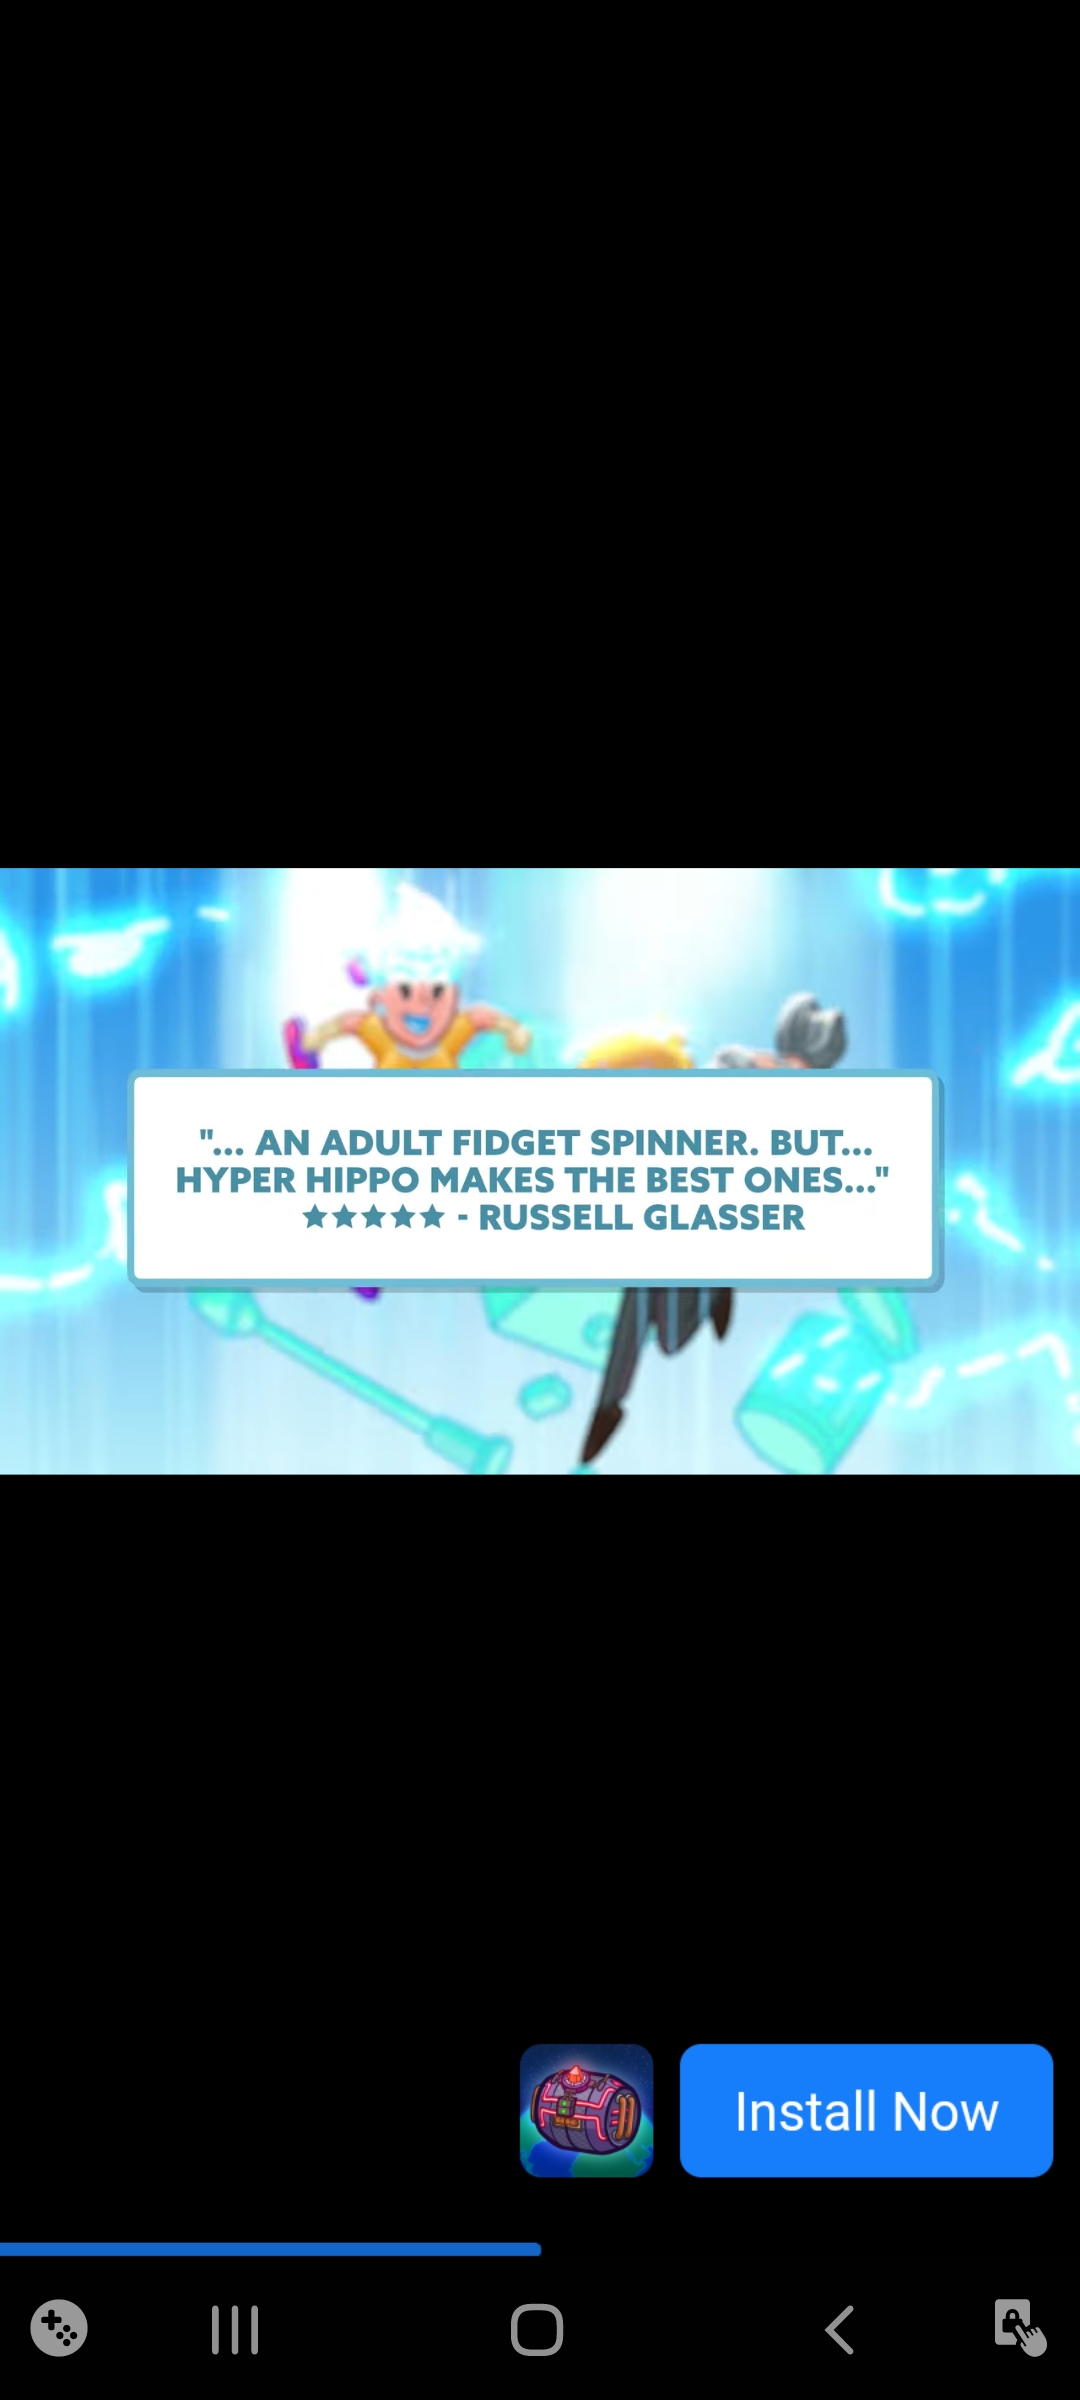 "... AN ADULT FIDGET SPINNER. BUT...
HYPER HIPPO MAKES THE BEST ONES..."
★★★★★ - RUSSELL GLASSER
Install Now